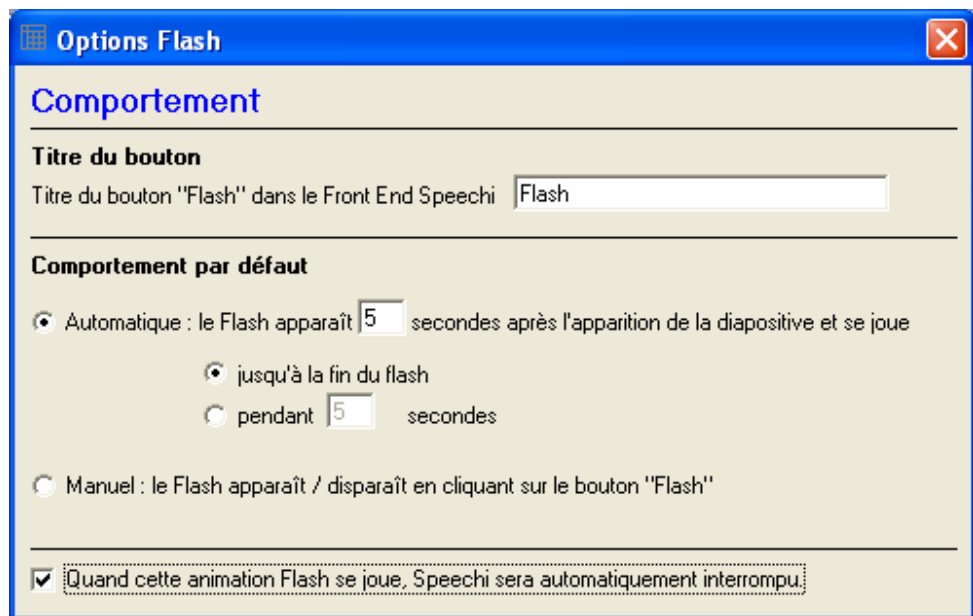 Options Flash
Comportement
Titre du bouton
Titre du bouton "Flash" dans le Front End Speechi Flash
Comportement par défaut
Automatique : le Flash apparaît 5 secondes après l'apparition de la diapositive et se joue
jusqu'à la fin du flash
pendant 5 secondes
Manuel : le Flash apparaît / disparaît en cliquant sur le bouton "Flash"
Quand cette animation Flash se joue, Speechi sera automatiquement interrompu.